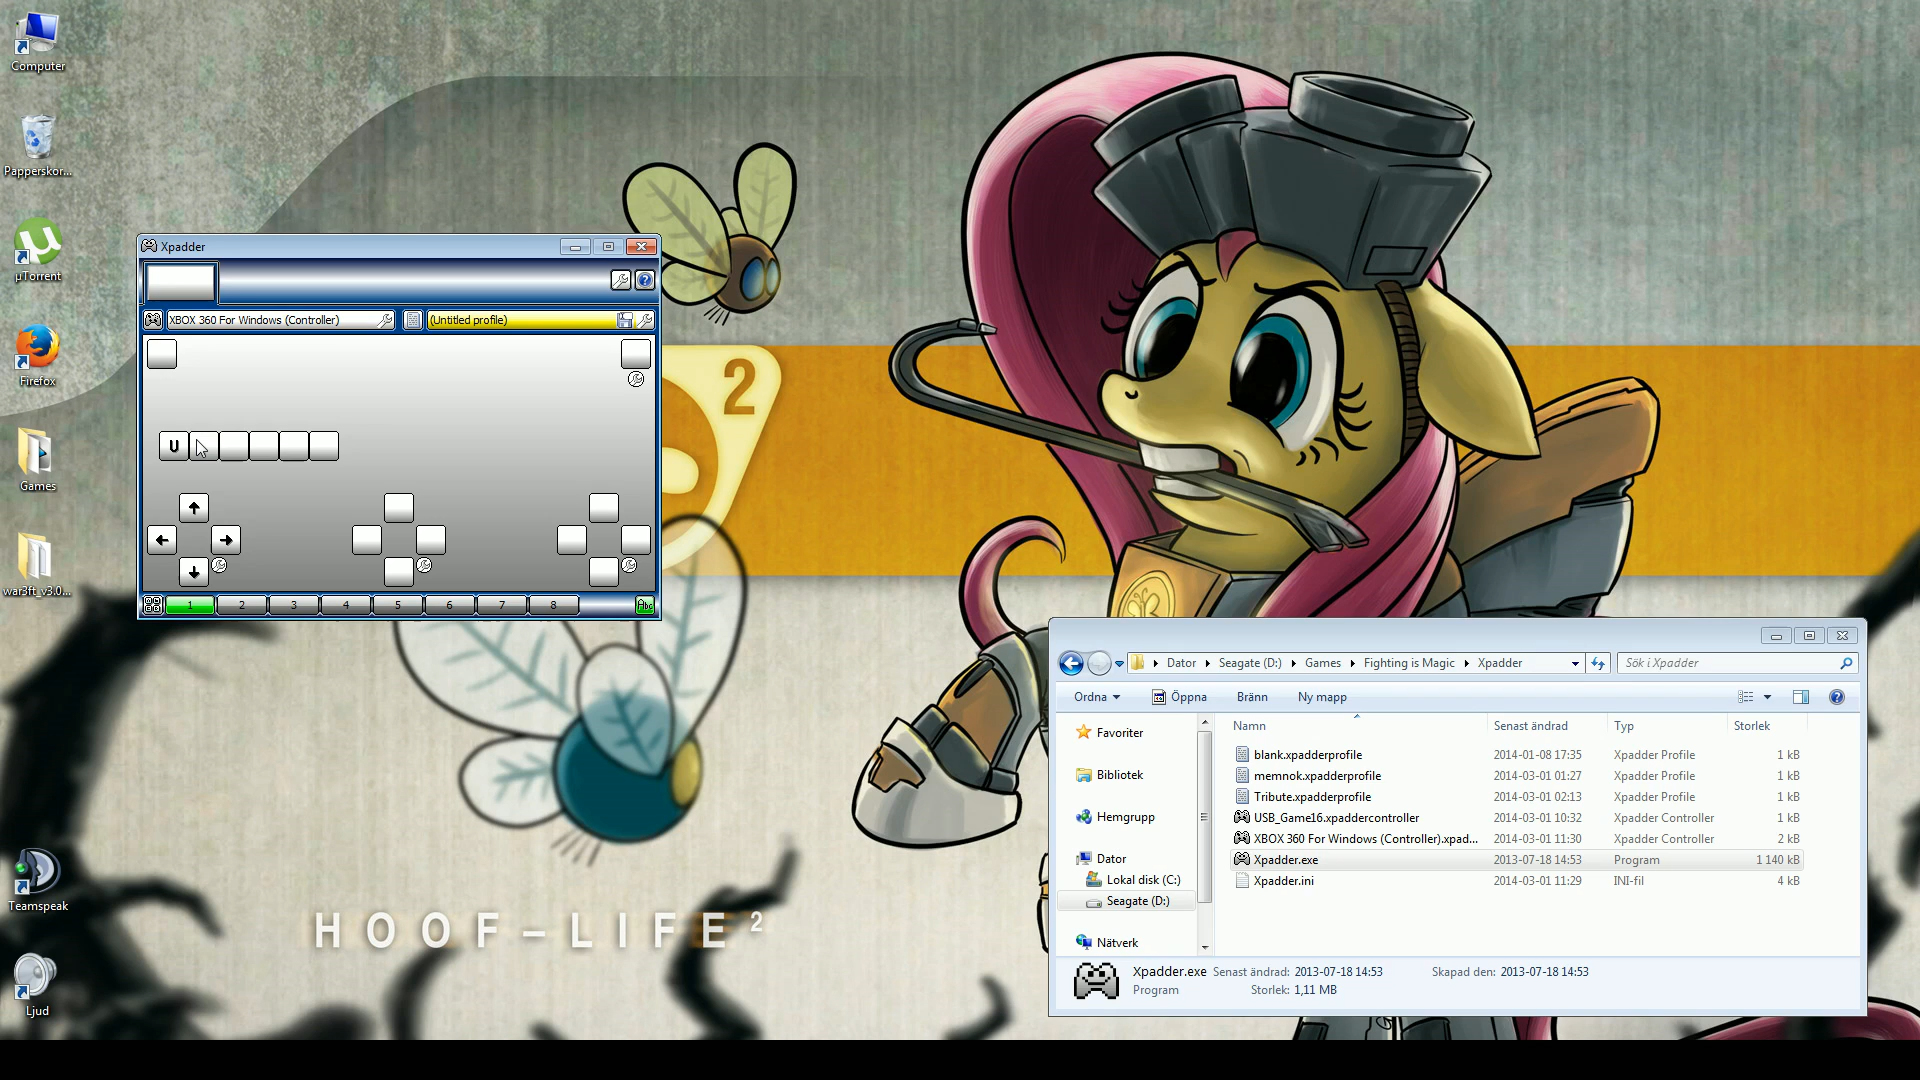 Computer
Papperskor...
µTorrent
Firefox
Games
war3ft_v3.0...
Teamspeak
Ljud
Xpadder
XBOX 360 For Windows (Controller)
(Untitled profile)
U
1 2 3 4 5 6 7 8
Abc
2
HOOF-LIFE²
Dator Seagate (D:) Games Fighting is Magic Xpadder
Sök i Xpadder
Ordna Öppna Bränn Ny mapp
Favoriter
Bibliotek
Hemgrupp
Dator
Lokal disk (C:)
Seagate (D:)
Nätverk
Namn Senast ändrad Typ Storlek
blank.xpadderprofile 2014-01-08 17:35 Xpadder Profile 1 kB
memnok.xpadderprofile 2014-03-01 01:27 Xpadder Profile 1 kB
Tribute.xpadderprofile 2014-03-01 02:13 Xpadder Profile 1 kB
USB_Game16.xpaddercontroller 2014-03-01 10:32 Xpadder Controller 1 kB
XBOX 360 For Windows (Controller).xpad... 2014-03-01 11:30 Xpadder Controller 2 kB
Xpadder.exe 2013-07-18 14:53 Program 1 140 kB
Xpadder.ini 2014-03-01 11:29 INI-fil 4 kB
Xpadder.exe Senast ändrad: 2013-07-18 14:53 Skapad den: 2013-07-18 14:53
Program Storlek: 1,11 MB